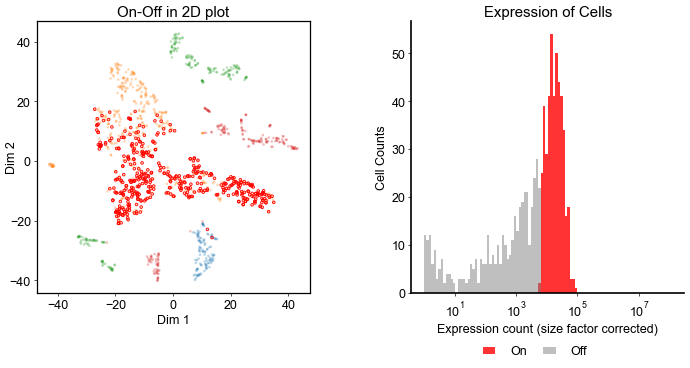 On-Off in 2D plot
40
20
0
−20
−40
Dim 2
−40 −20 0 20 40
Dim 1
Expression of Cells
50
40
30
20
10
0
Cell Counts
10^1 10^3 10^5 10^7
Expression count (size factor corrected)
On Off